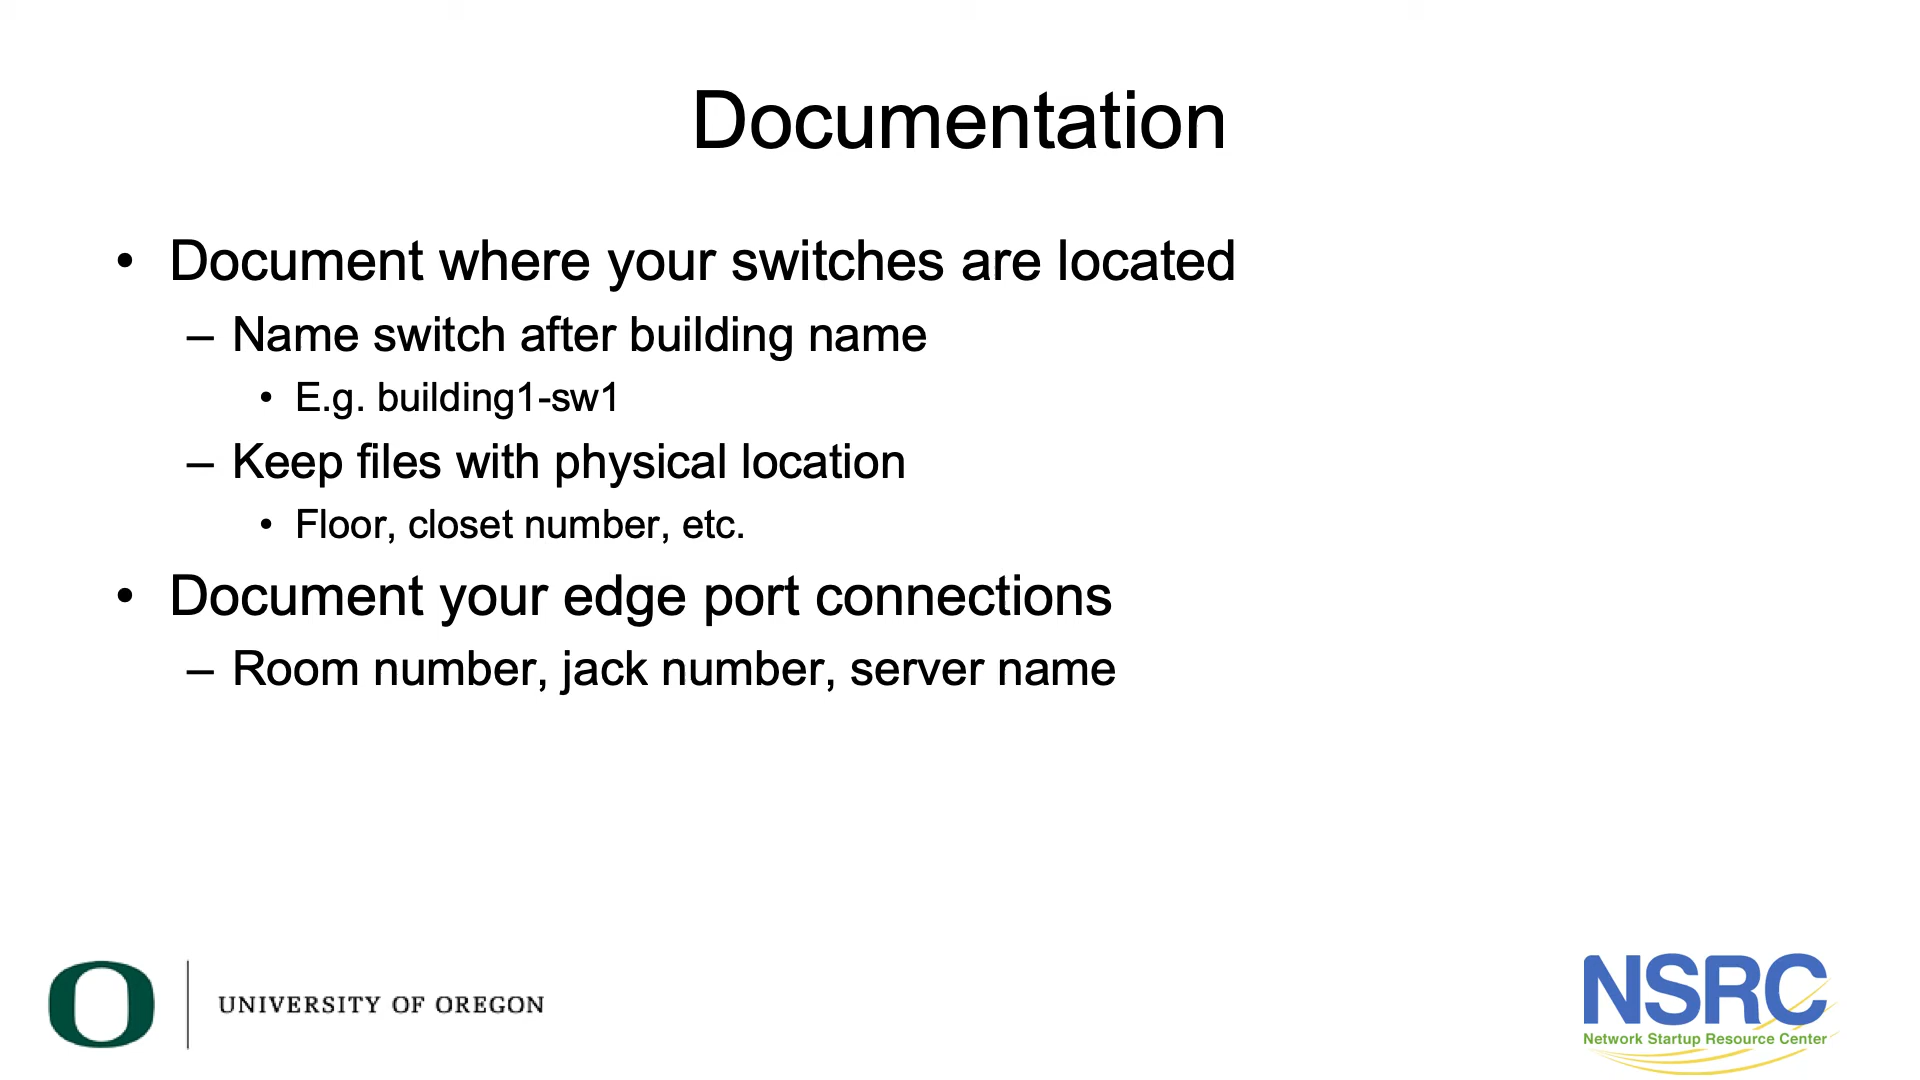 Documentation
• Document where your switches are located
– Name switch after building name
• E.g. building1-sw1
– Keep files with physical location
• Floor, closet number, etc.
• Document your edge port connections
– Room number, jack number, server name
O
UNIVERSITY OF OREGON
NSRC
Network Startup Resource Center